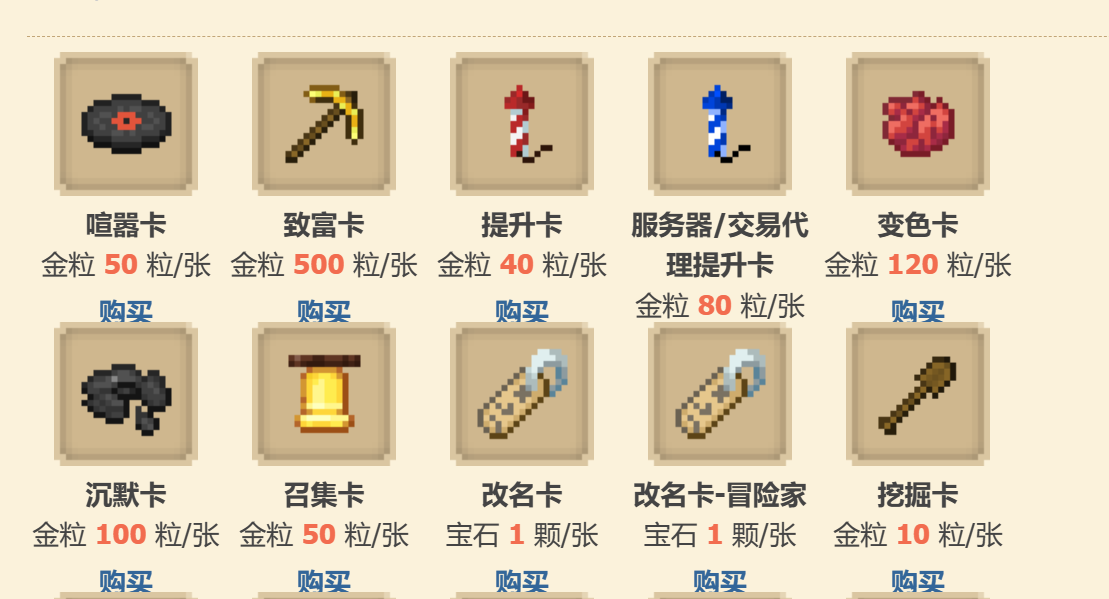 喧嚣卡
金粒 50 粒/张
购买
致富卡
金粒 500 粒/张
购买
提升卡
金粒 40 粒/张
购买
服务器/交易代
理提升卡
金粒 80 粒/张
变色卡
金粒 120 粒/张
购买
沉默卡
金粒 100 粒/张
购买
召集卡
金粒 50 粒/张
购买
改名卡
宝石 1 颗/张
购买
改名卡-冒险家
宝石 1 颗/张
购买
挖掘卡
金粒 10 粒/张
购买